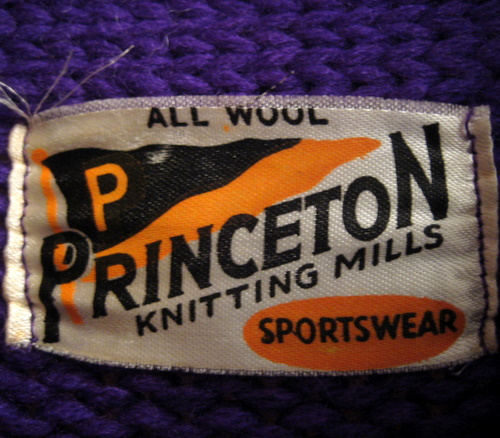 ALL WOOL
P
PRINCETON
KNITTING MILLS
SPORTSWEAR